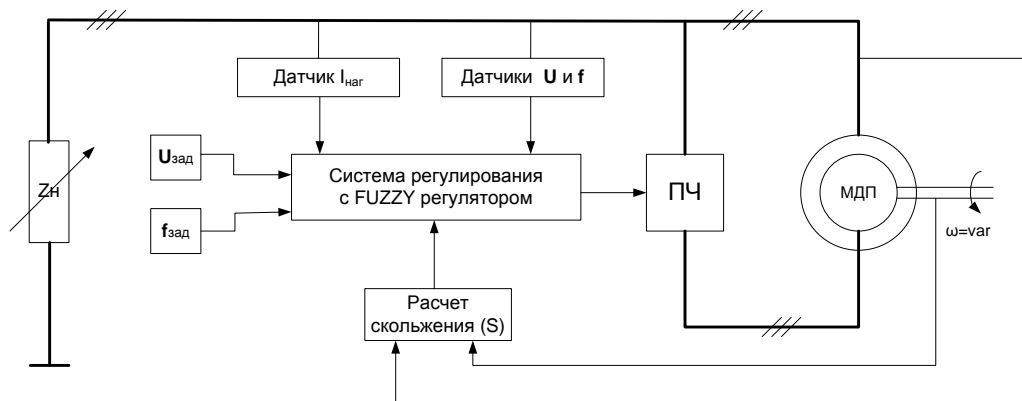 Датчик Iнаг
Датчики U и f
Uзад
Система регулирования
с FUZZY регулятором
ПЧ
МДП
Zн
fзад
ω=var
Расчет
скольжения (S)